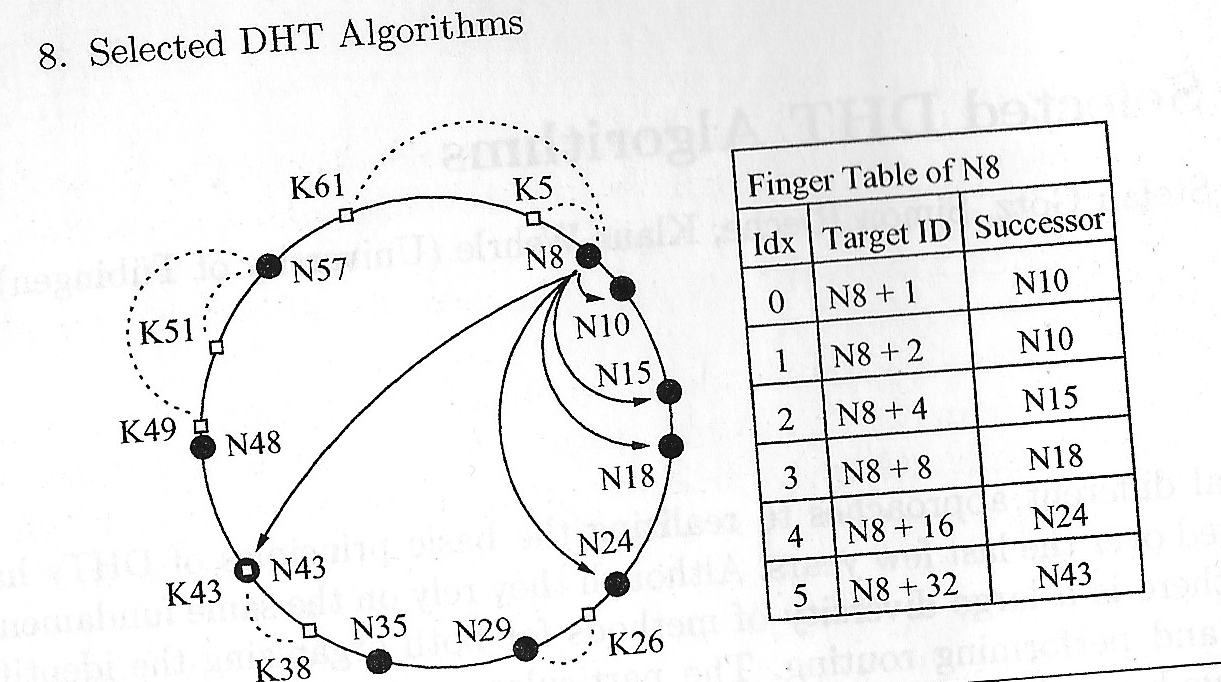 8. Selected DHT Algorithms
K61
K5
N57
N8
K51
N10
N15
K49
N48
N18
N24
K43
N43
N35
N29
K26
K38
Finger Table of N8
Idx Target ID Successor
0 N8 + 1 N10
1 N8 + 2 N10
2 N8 + 4 N15
3 N8 + 8 N18
4 N8 + 16 N24
5 N8 + 32 N43